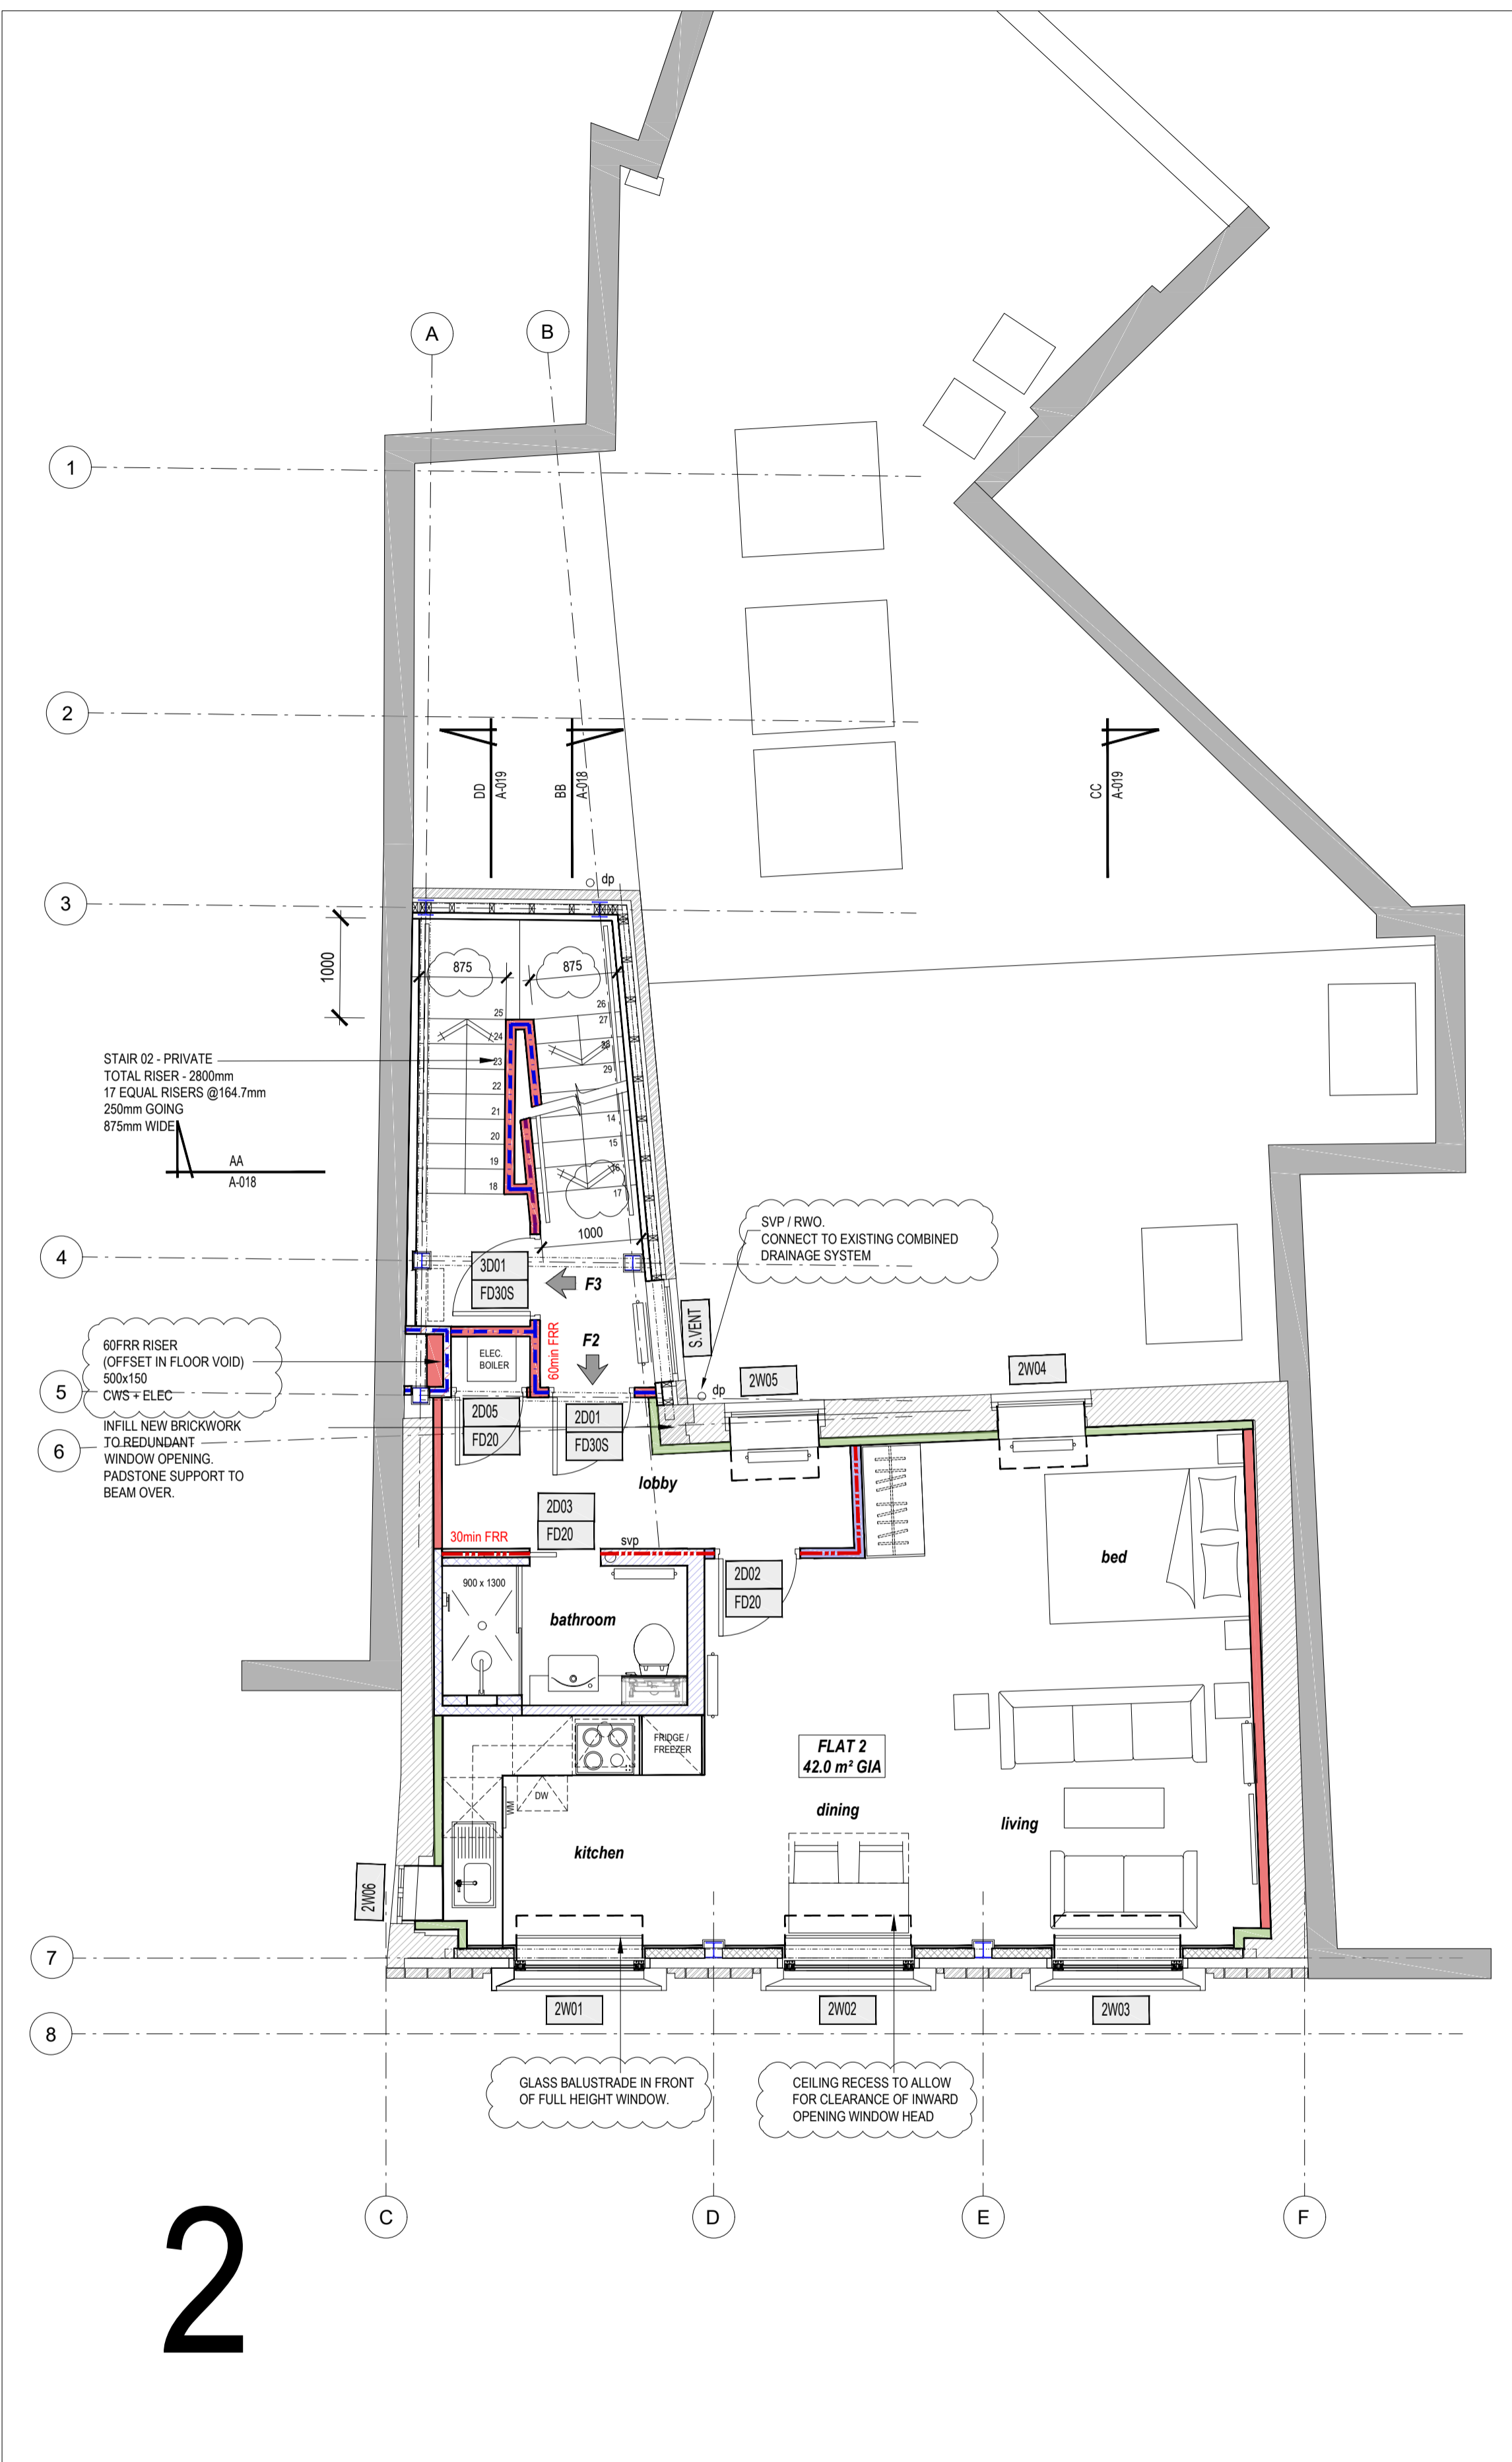 A
B
1
2
DD
A-019
BB
A-018
CC
A-019
dp
3
1000
875
875
25
26
24
27
23
28
22
29
21
20
14
19
15
18
16
17
STAIR 02 - PRIVATE
TOTAL RISER - 2800mm
17 EQUAL RISERS @164.7mm
250mm GOING
875mm WIDE
AA
A-018
SVP / RWO.
CONNECT TO EXISTING COMBINED
DRAINAGE SYSTEM
4
1000
3D01
FD30S
F3
S.VENT
60FRR RISER
(OFFSET IN FLOOR VOID)
500x150
CWS + ELEC
ELEC.
BOILER
60min FRR
F2
5
dp
2W05
2W04
2D05
FD20
2D01
FD30S
INFILL NEW BRICKWORK
TO REDUNDANT
WINDOW OPENING.
PADSTONE SUPPORT TO
BEAM OVER.
6
lobby
2D03
FD20
30min FRR
svp
bed
2D02
FD20
900 x 1300
bathroom
FRIDGE /
FREEZER
FLAT 2
42.0 m² GIA
WM
DW
dining
living
kitchen
2W06
7
2W01
2W02
2W03
8
GLASS BALUSTRADE IN FRONT
OF FULL HEIGHT WINDOW.
CEILING RECESS TO ALLOW
FOR CLEARANCE OF INWARD
OPENING WINDOW HEAD
C
D
E
F
2